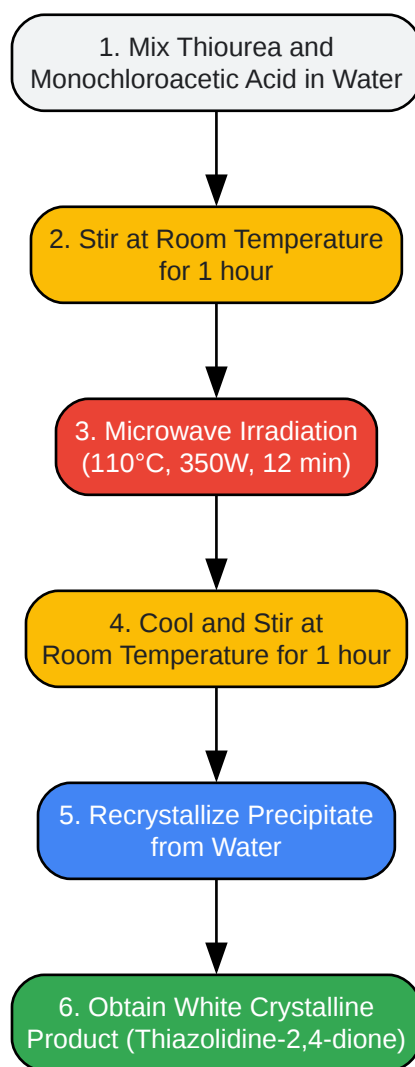 1. Mix Thiourea and
Monochloroacetic Acid in Water
2. Stir at Room Temperature
for 1 hour
3. Microwave Irradiation
(110°C, 350W, 12 min)
4. Cool and Stir at
Room Temperature for 1 hour
5. Recrystallize Precipitate
from Water
6. Obtain White Crystalline
Product (Thiazolidine-2,4-dione)